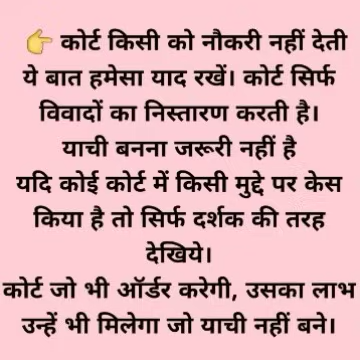 👉 कोर्ट किसी को नौकरी नहीं देती
ये बात हमेसा याद रखें। कोर्ट सिर्फ
विवादों का निस्तारण करती है।
याची बनना जरूरी नहीं है
यदि कोई कोर्ट में किसी मुद्दे पर केस
किया है तो सिर्फ दर्शक की तरह
देखिये।
कोर्ट जो भी ऑर्डर करेगी, उसका लाभ
उन्हें भी मिलेगा जो याची नहीं बने।